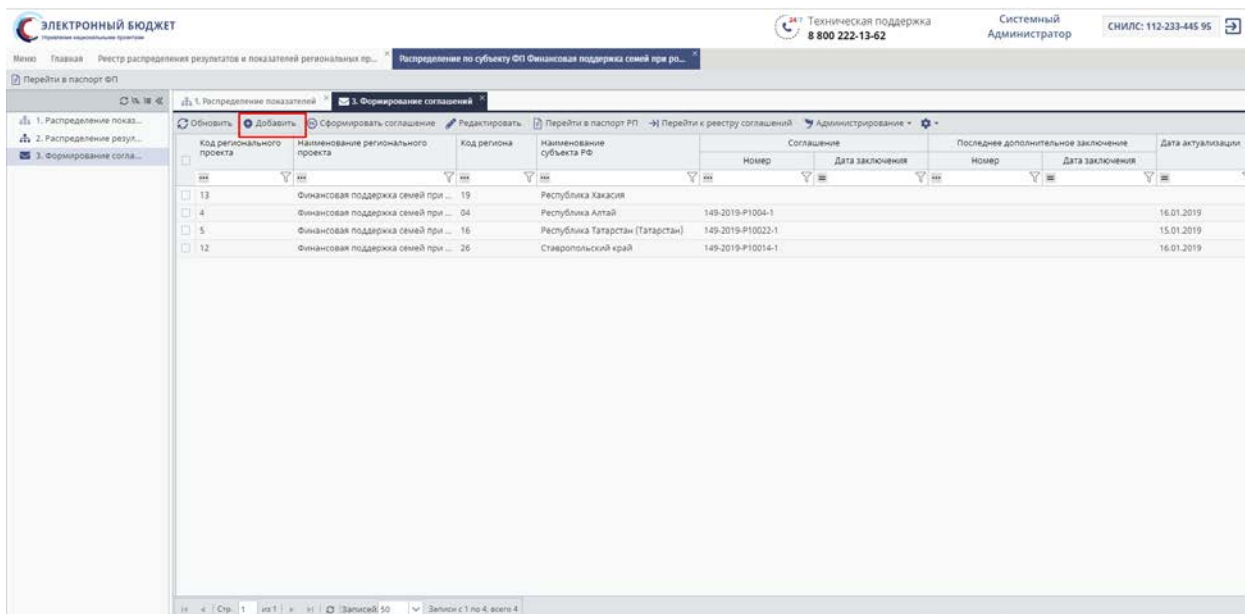 ЭЛЕКТРОННЫЙ БЮДЖЕТ
Управление национальными проектами
24/7 Техническая поддержка
8 800 222-13-62
Системный
Администратор
СНИЛС: 112-233-445 95
Меню Главная Реестр распределения результатов и показателей региональных пр... Распределение по субъекту ФП Финансовая поддержка семей при ро...
Перейти в паспорт ФП
1. Распределение показ...
2. Распределение резул...
3. Формирование согла...
1. Распределение показателей 3. Формирование соглашений
Обновить Добавить Сформировать соглашение Редактировать Перейти в паспорт РП Перейти к реестру соглашений Администрирование
Код регионального проекта Наименование регионального проекта Код региона Наименование субъекта РФ Соглашение Последнее дополнительное заключение Дата актуализации
Номер Дата заключения Номер Дата заключения
13 Финансовая поддержка семей при ... 19 Республика Хакасия
4 Финансовая поддержка семей при ... 04 Республика Алтай 149-2019-P1004-1 16.01.2019
5 Финансовая поддержка семей при ... 16 Республика Татарстан (Татарстан) 149-2019-P10022-1 15.01.2019
12 Финансовая поддержка семей при ... 26 Ставропольский край 149-2019-P10014-1 16.01.2019
Стр. 1 из 1 Записей 50 Записи с 1 по 4, всего 4